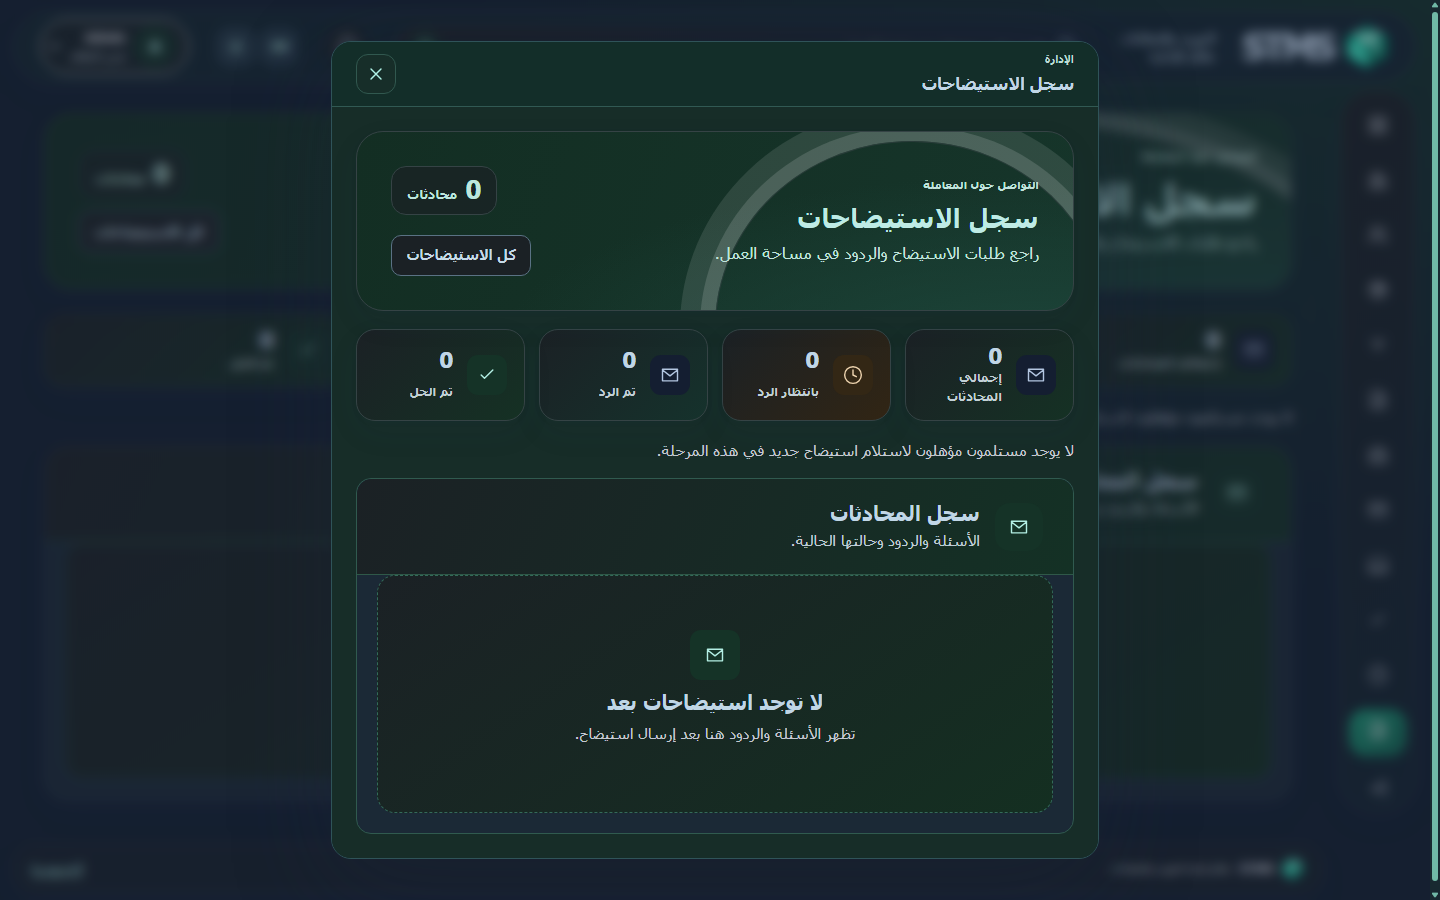 STMS
الإدارة
سجل الاستيضاحات
التواصل حول المعاملة
سجل الاستيضاحات
راجع طلبات الاستيضاح والردود في مساحة العمل.
0 محادثات
كل الاستيضاحات
0
إجمالي
المحادثات
0
بانتظار الرد
0
تم الرد
0
تم الحل
لا يوجد مستلمون مؤهلون لاستلام استيضاح جديد في هذه المرحلة.
سجل المحادثات
الأسئلة والردود وحالتها الحالية.
لا توجد استيضاحات بعد
تظهر الأسئلة والردود هنا بعد إرسال استيضاح.